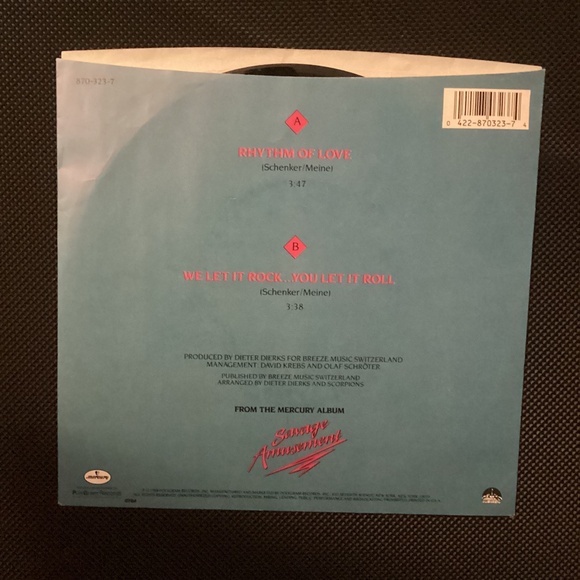 870-323-7
A
RHYTHM OF LOVE
(Schenker/Meine)
3:47
0 422-870323-7 4
B
WE LET IT ROCK...YOU LET IT ROLL
(Schenker/Meine)
3:38
PRODUCED BY DIETER DIERKS FOR BREEZE MUSIC SWITZERLAND
MANAGEMENT: DAVID KREBS AND OLAF SCHRÖTER
PUBLISHED BY BREEZE MUSIC SWITZERLAND
ARRANGED BY DIETER DIERKS AND SCORPIONS
FROM THE MERCURY ALBUM
Savage
Amusement
mercury
PolyGram Records